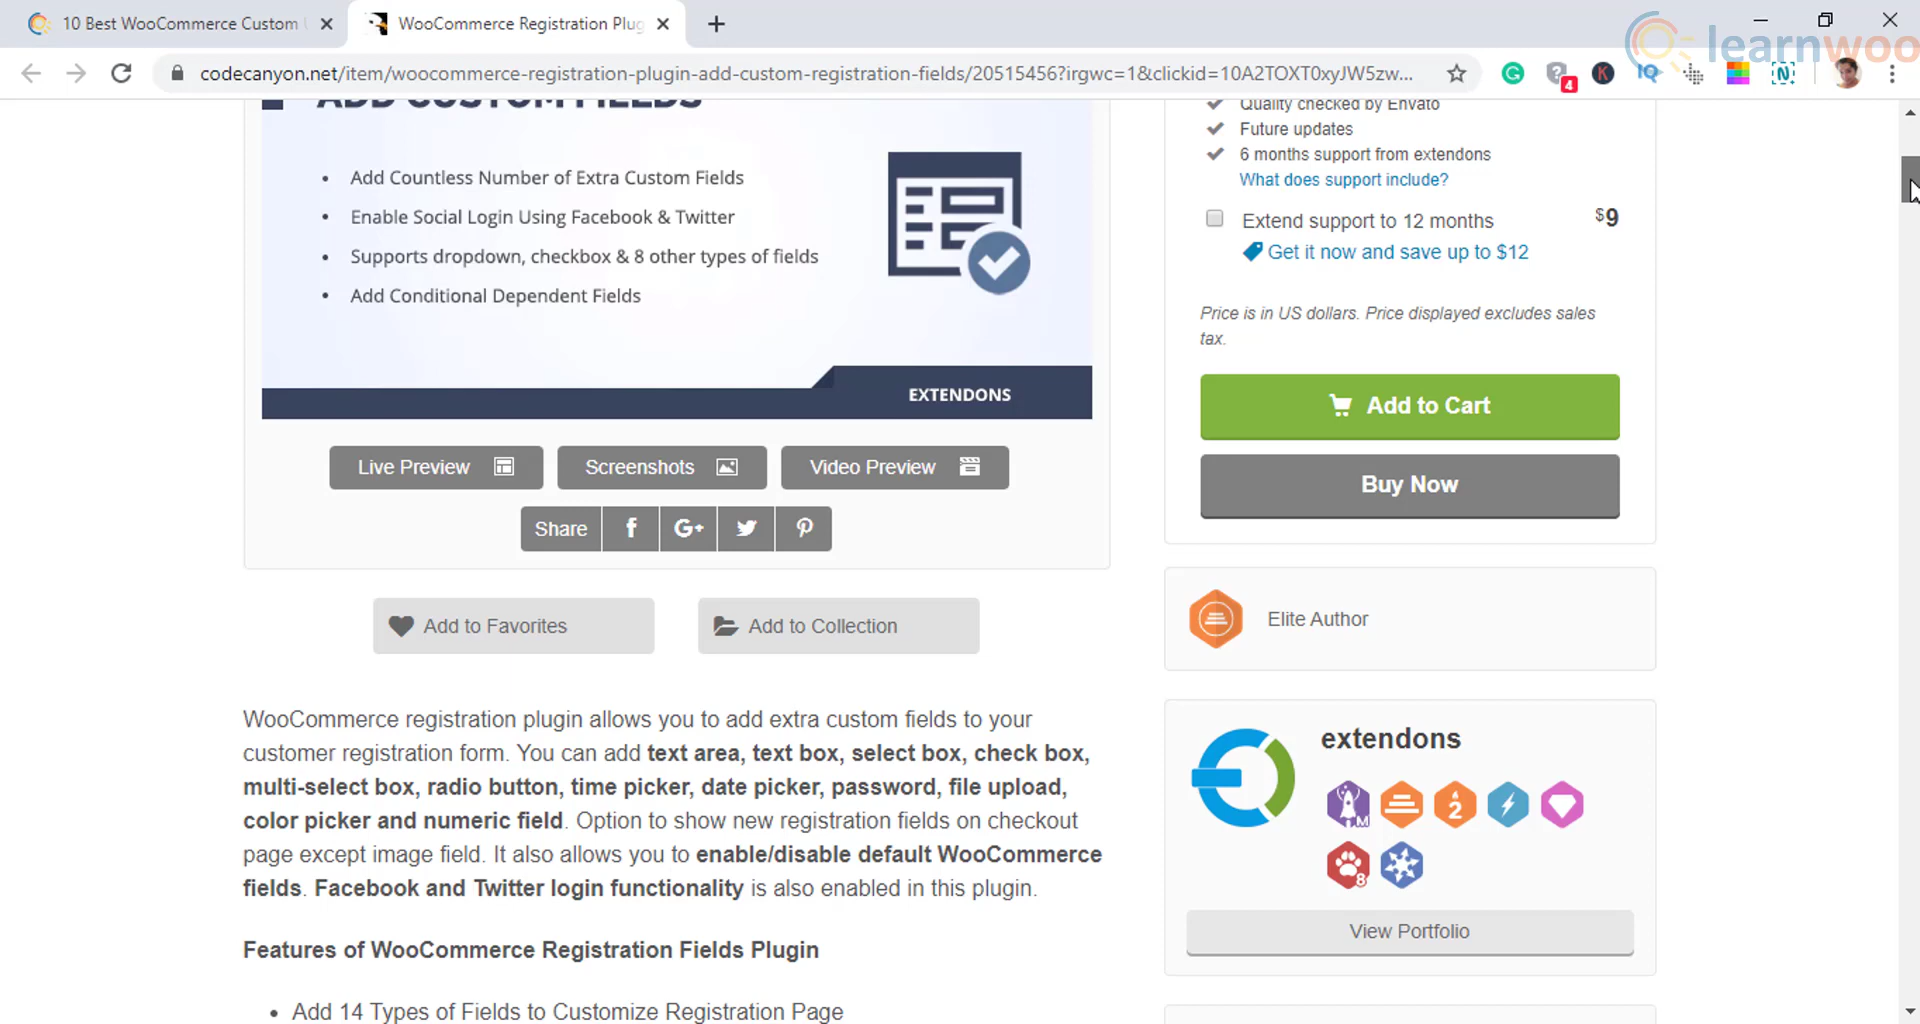 10 Best WooCommerce Custom
WooCommerce Registration Plug
learnwoo
codecanyon.net/item/woocommerce-registration-plugin-add-custom-registration-fields/20515456?irgwc=1&clickid=10A2TOXT0xyJW5zw...
4
K
IQ
N
ADD CUSTOM FIELDS
• Add Countless Number of Extra Custom Fields
• Enable Social Login Using Facebook & Twitter
• Supports dropdown, checkbox & 8 other types of fields
• Add Conditional Dependent Fields
EXTENDONS
Live Preview
Screenshots
Video Preview
Share
Add to Favorites
Add to Collection
WooCommerce registration plugin allows you to add extra custom fields to your
customer registration form. You can add text area, text box, select box, check box,
multi-select box, radio button, time picker, date picker, password, file upload,
color picker and numeric field. Option to show new registration fields on checkout
page except image field. It also allows you to enable/disable default WooCommerce
fields. Facebook and Twitter login functionality is also enabled in this plugin.
Features of WooCommerce Registration Fields Plugin
• Add 14 Types of Fields to Customize Registration Page
Quality checked by Envato
Future updates
6 months support from extendons
What does support include?
Extend support to 12 months $9
Get it now and save up to $12
Price is in US dollars. Price displayed excludes sales
tax.
Add to Cart
Buy Now
Elite Author
extendons
M
2
8
View Portfolio